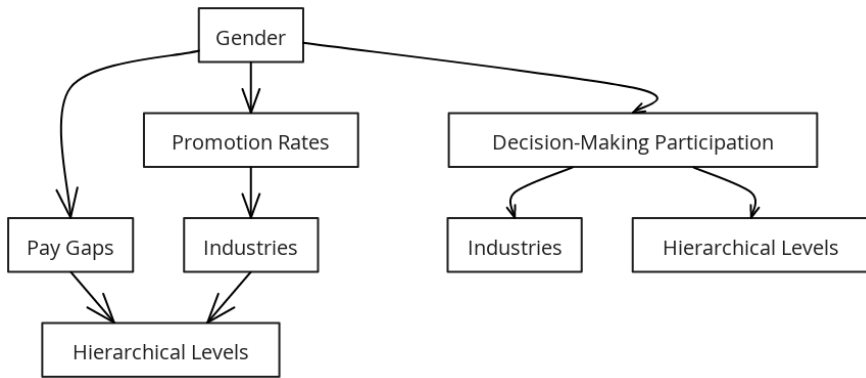 Gender
Promotion Rates
Decision-Making Participation
Pay Gaps
Industries
Industries
Hierarchical Levels
Hierarchical Levels